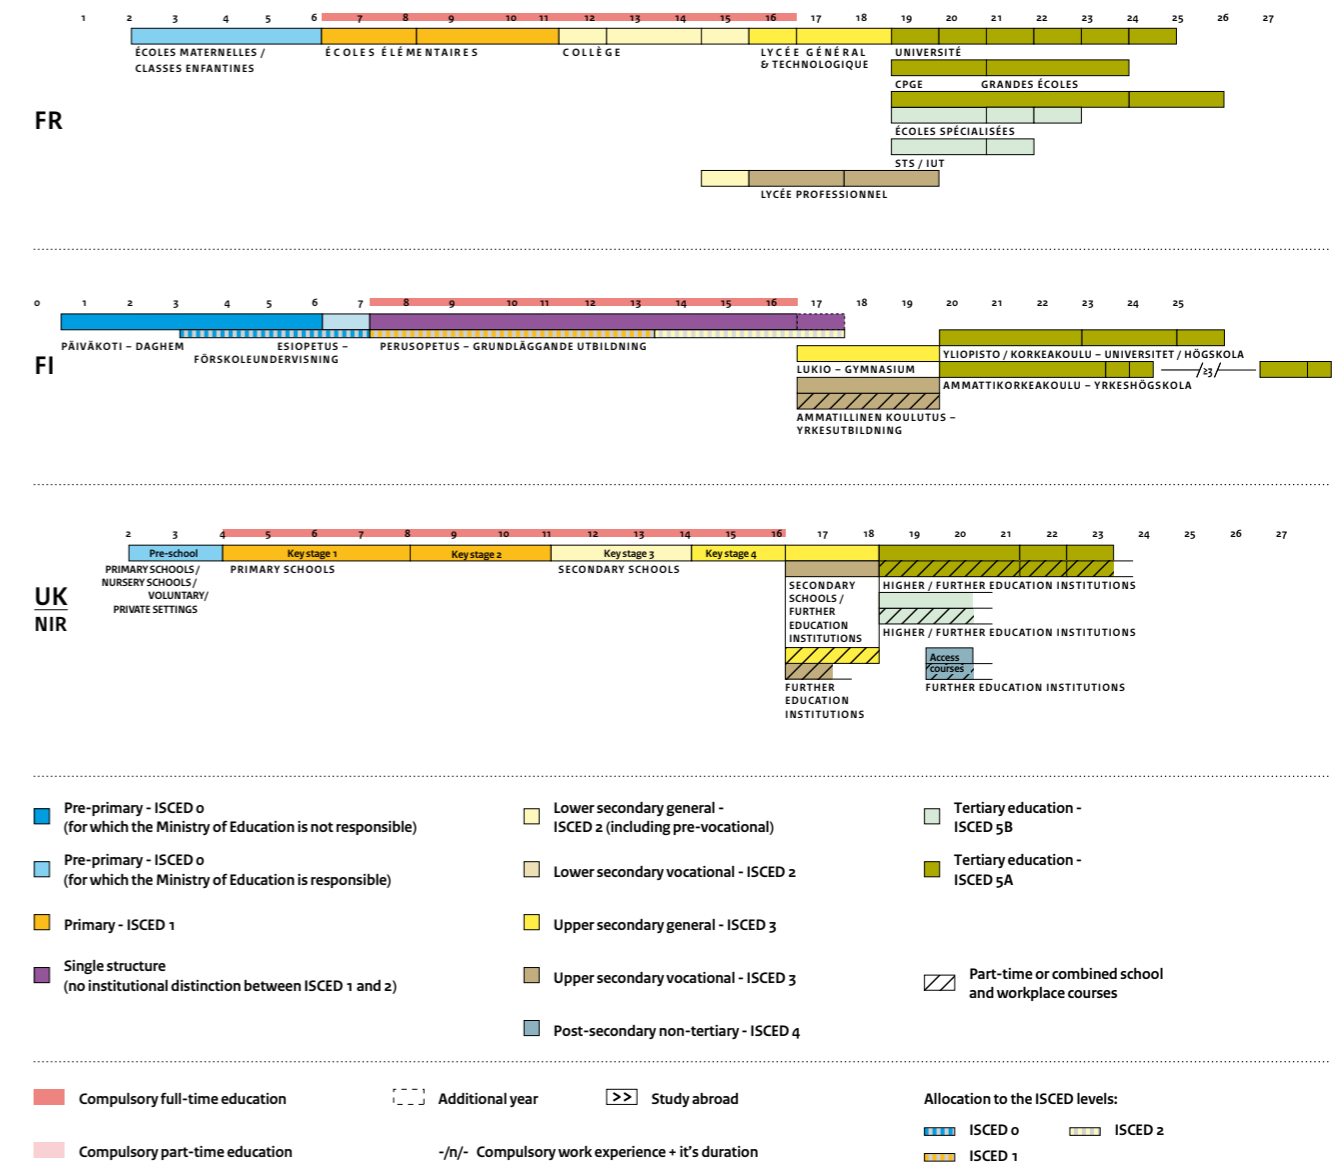 1 2 3 4 5 6 7 8 9 10 11 12 13 14 15 16 17 18 19 20 21 22 23 24 25 26 27
ÉCOLES MATERNELLES /
CLASSES ENFANTINES
ÉCOLES ÉLÉMENTAIRES
COLLÈGE
LYCÉE GÉNÉRAL
& TECHNOLOGIQUE
UNIVERSITÉ
CPGE GRANDES ÉCOLES
FR
ÉCOLES SPÉCIALISÉES
STS / IUT
LYCÉE PROFESSIONNEL
0 1 2 3 4 5 6 7 8 9 10 11 12 13 14 15 16 17 18 19 20 21 22 23 24 25
PÄIVÄKOTI – DAGHEM
ESIOPETUS –
FÖRSKOLEUNDERVISNING
PERUSOPETUS – GRUNDLÄGGANDE UTBILDNING
FI
YLIOPISTO / KORKEAKOULU – UNIVERSITET / HÖGSKOLA
LUKIO – GYMNASIUM
≥3
AMMATTIKORKEAKOULU – YRKESHÖGSKOLA
AMMATILLINEN KOULUTUS –
YRKESUTBILDNING
2 3 4 5 6 7 8 9 10 11 12 13 14 15 16 17 18 19 20 21 22 23 24 25 26 27
Pre-school Key stage 1 Key stage 2 Key stage 3 Key stage 4
PRIMARY SCHOOLS /
NURSERY SCHOOLS /
VOLUNTARY/
PRIVATE SETTINGS
PRIMARY SCHOOLS
SECONDARY SCHOOLS
UK
NIR
SECONDARY
SCHOOLS /
FURTHER
EDUCATION
INSTITUTIONS
HIGHER / FURTHER EDUCATION INSTITUTIONS
HIGHER / FURTHER EDUCATION INSTITUTIONS
Access
courses
FURTHER
EDUCATION
INSTITUTIONS
FURTHER EDUCATION INSTITUTIONS
Pre-primary - ISCED 0
(for which the Ministry of Education is not responsible)
Pre-primary - ISCED 0
(for which the Ministry of Education is responsible)
Primary - ISCED 1
Single structure
(no institutional distinction between ISCED 1 and 2)
Lower secondary general -
ISCED 2 (including pre-vocational)
Lower secondary vocational - ISCED 2
Upper secondary general - ISCED 3
Upper secondary vocational - ISCED 3
Post-secondary non-tertiary - ISCED 4
Tertiary education -
ISCED 5B
Tertiary education -
ISCED 5A
Part-time or combined school
and workplace courses
Compulsory full-time education
Compulsory part-time education
Additional year
Study abroad
>>
-/n/- Compulsory work experience + it's duration
Allocation to the ISCED levels:
ISCED 0
ISCED 2
ISCED 1